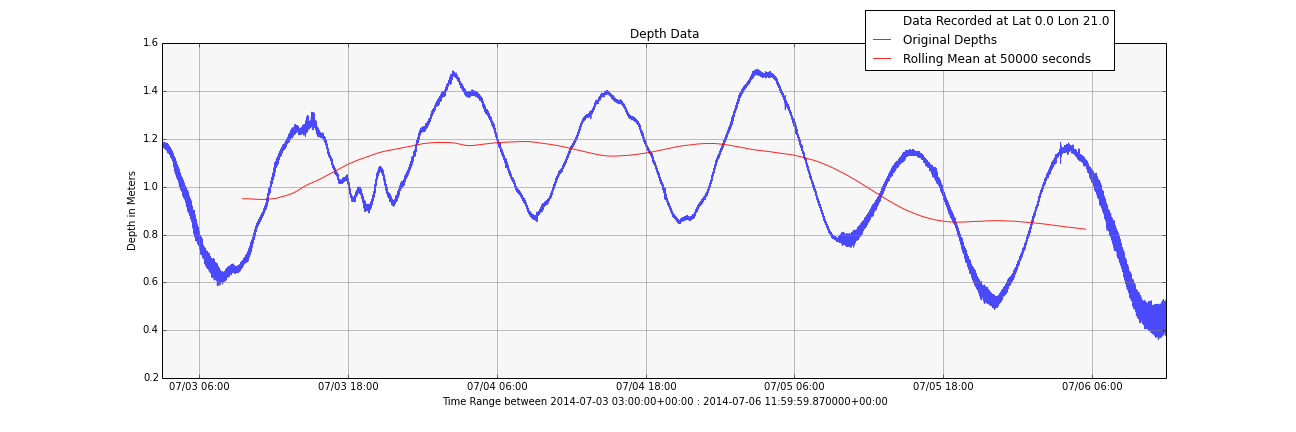 Data Recorded at Lat 0.0 Lon 21.0
Original Depths
Rolling Mean at 50000 seconds
Depth Data
1.6
1.4
1.2
1.0
0.8
0.6
0.4
0.2
Depth in Meters
07/03 06:00 07/03 18:00 07/04 06:00 07/04 18:00 07/05 06:00 07/05 18:00 07/06 06:00
Time Range between 2014-07-03 03:00:00+00:00 : 2014-07-06 11:59:59.870000+00:00